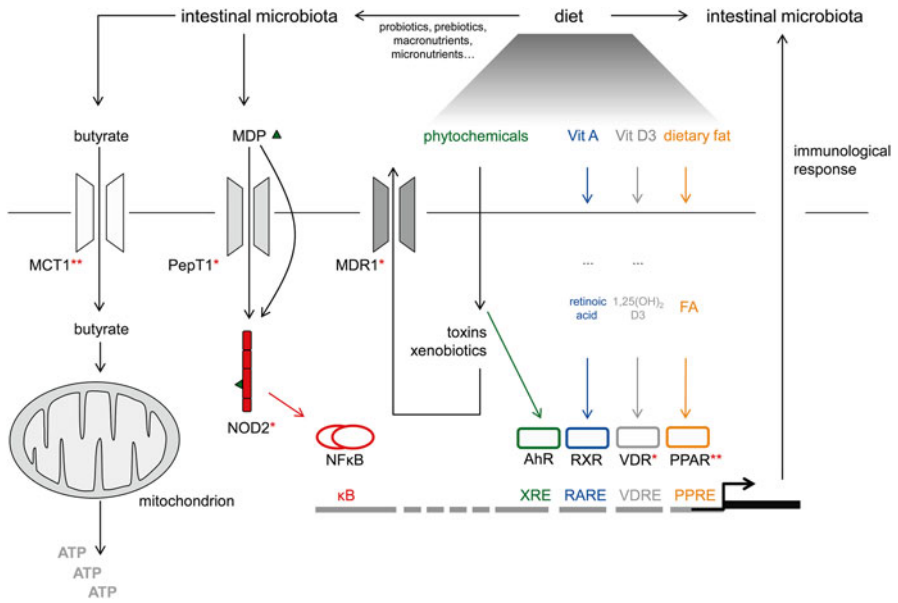 intestinal microbiota
diet
intestinal microbiota
probiotics, prebiotics,
macronutrients,
micronutrients...
butyrate
MDP
phytochemicals
Vit A
Vit D3
dietary fat
immunological
response
MCT1**
PepT1*
MDR1*
...
...
retinoic
acid
1,25(OH)₂
D3
FA
butyrate
toxins
xenobiotics
NOD2*
NFκB
AhR
RXR
VDR*
PPAR**
mitochondrion
κB
XRE
RARE
VDRE
PPRE
ATP
ATP
ATP